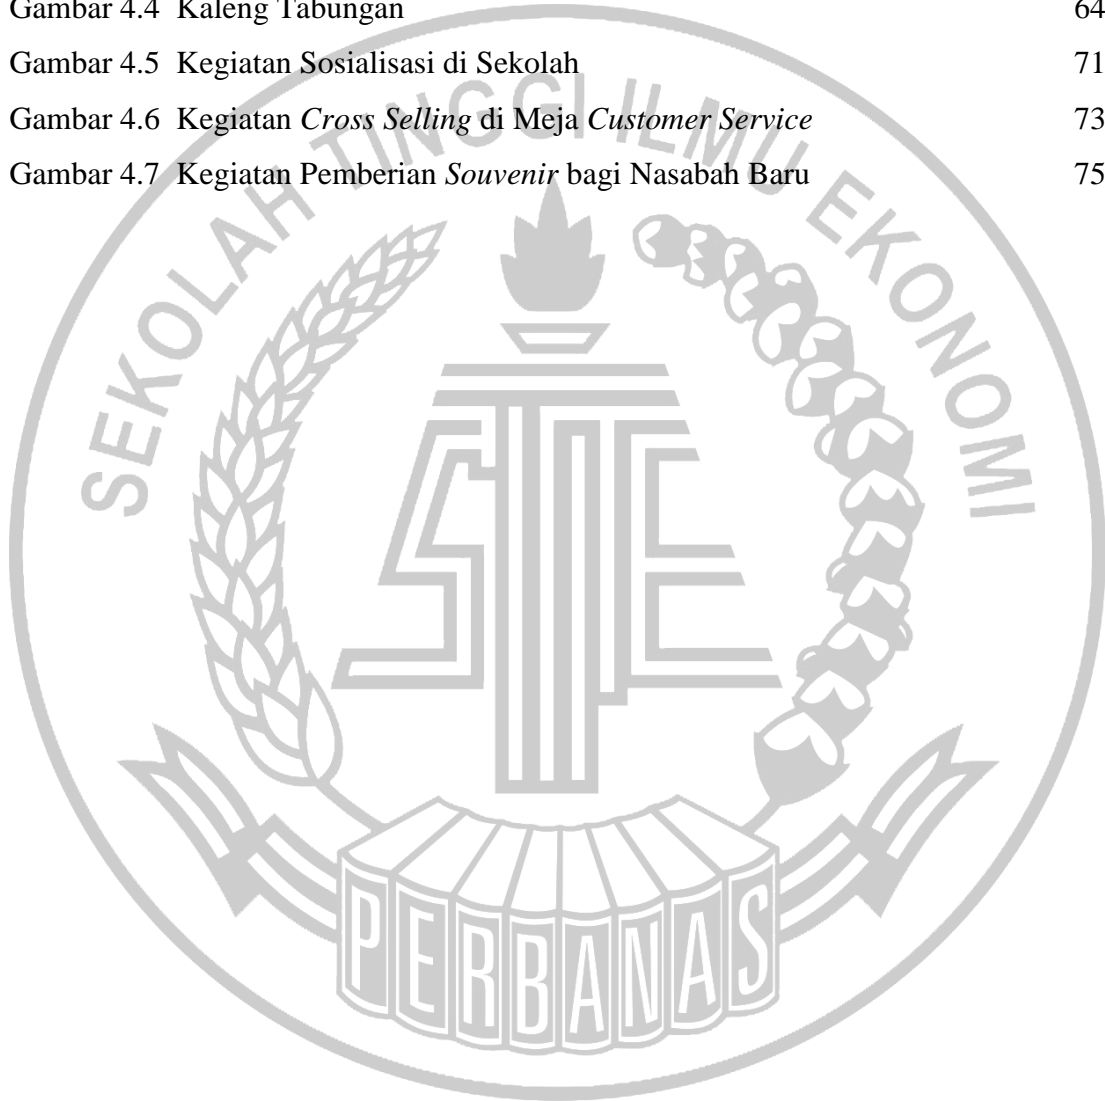 Gambar 4.4 Kaleng Tabungan 64
Gambar 4.5 Kegiatan Sosialisasi di Sekolah 71
Gambar 4.6 Kegiatan Cross Selling di Meja Customer Service 73
Gambar 4.7 Kegiatan Pemberian Souvenir bagi Nasabah Baru 75
SEKOLAH TINGGI ILMU EKONOMI
STIE
PERBANAS